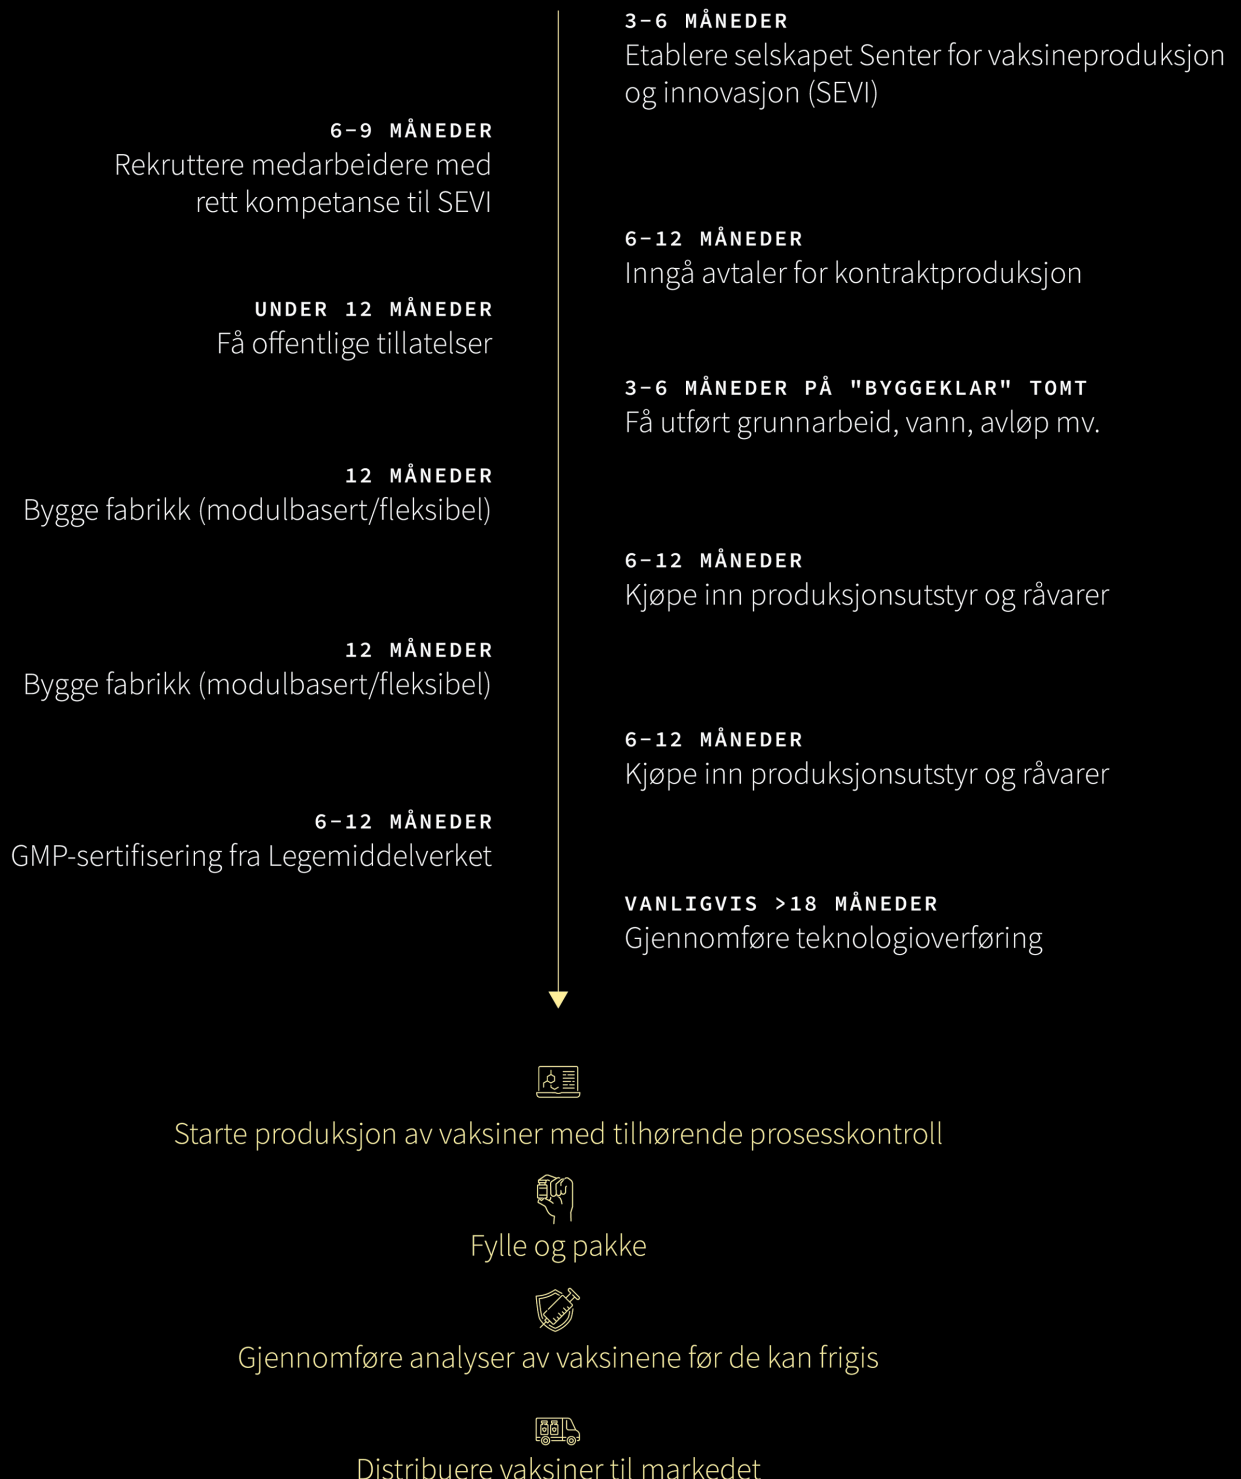 3–6 MÅNEDER
Etablere selskapet Senter for vaksineproduksjon
og innovasjon (SEVI)
6–9 MÅNEDER
Rekruttere medarbeidere med
rett kompetanse til SEVI
6–12 MÅNEDER
Inngå avtaler for kontraktproduksjon
UNDER 12 MÅNEDER
Få offentlige tillatelser
3–6 MÅNEDER PÅ "BYGGEKLAR" TOMT
Få utført grunnarbeid, vann, avløp mv.
12 MÅNEDER
Bygge fabrikk (modulbasert/fleksibel)
6–12 MÅNEDER
Kjøpe inn produksjonsutstyr og råvarer
12 MÅNEDER
Bygge fabrikk (modulbasert/fleksibel)
6–12 MÅNEDER
Kjøpe inn produksjonsutstyr og råvarer
6–12 MÅNEDER
GMP-sertifisering fra Legemiddelverket
VANLIGVIS >18 MÅNEDER
Gjennomføre teknologioverføring
Starte produksjon av vaksiner med tilhørende prosesskontroll
Fylle og pakke
Gjennomføre analyser av vaksinene før de kan frigis
Distribuere vaksiner til markedet